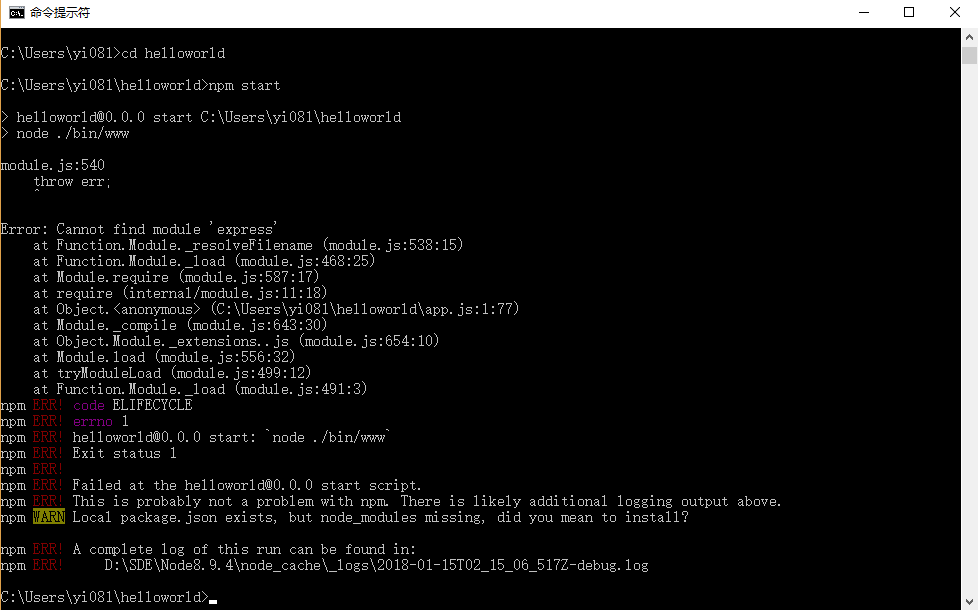 命令提示符
C:\Users\yi081>cd helloworld
C:\Users\yi081\helloworld>npm start
> helloworld@0.0.0 start C:\Users\yi081\helloworld
> node ./bin/www
module.js:540
    throw err;
    ^
Error: Cannot find module 'express'
    at Function.Module._resolveFilename (module.js:538:15)
    at Function.Module._load (module.js:468:25)
    at Module.require (module.js:587:17)
    at require (internal/module.js:11:18)
    at Object.<anonymous> (C:\Users\yi081\helloworld\app.js:1:77)
    at Module._compile (module.js:643:30)
    at Object.Module._extensions..js (module.js:654:10)
    at Module.load (module.js:556:32)
    at tryModuleLoad (module.js:499:12)
    at Function.Module._load (module.js:491:3)
npm ERR! code ELIFECYCLE
npm ERR! errno 1
npm ERR! helloworld@0.0.0 start: `node ./bin/www`
npm ERR! Exit status 1
npm ERR!
npm ERR! Failed at the helloworld@0.0.0 start script.
npm ERR! This is probably not a problem with npm. There is likely additional logging output above.
npm WARN Local package.json exists, but node_modules missing, did you mean to install?
npm ERR! A complete log of this run can be found in:
npm ERR!     D:\SDE\Node8.9.4\node_cache\_logs\2018-01-15T02_15_06_517Z-debug.log
C:\Users\yi081\helloworld>